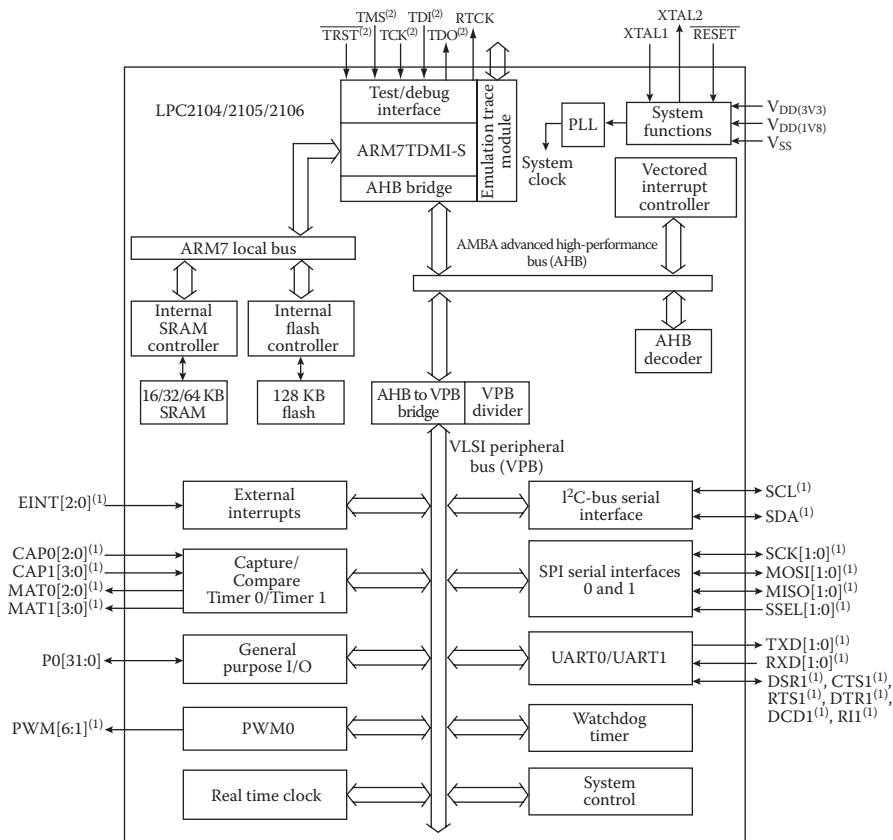 TMS(2) TDI(2) RTCK
TRST(2) TCK(2) TDO(2)
XTAL2
XTAL1 RESET
LPC2104/2105/2106
Test/debug
interface
ARM7TDMI-S
AHB bridge
Emulation trace
module
PLL
System
clock
System
functions
VDD(3V3)
VDD(1V8)
VSS
Vectored
interrupt
controller
ARM7 local bus
AMBA advanced high-performance
bus (AHB)
Internal
SRAM
controller
Internal
flash
controller
AHB
decoder
16/32/64 KB
SRAM
128 KB
flash
AHB to VPB
bridge
VPB
divider
VLSI peripheral
bus (VPB)
EINT[2:0](1)
External
interrupts
I2C-bus serial
interface
SCL(1)
SDA(1)
CAP0[2:0](1)
CAP1[3:0](1)
MAT0[2:0](1)
MAT1[3:0](1)
Capture/
Compare
Timer 0/Timer 1
SPI serial interfaces
0 and 1
SCK[1:0](1)
MOSI[1:0](1)
MISO[1:0](1)
SSEL[1:0](1)
P0[31:0]
General
purpose I/O
UART0/UART1
TXD[1:0](1)
RXD[1:0](1)
DSR1(1), CTS1(1),
RTS1(1), DTR1(1),
DCD1(1), RI1(1)
PWM[6:1](1)
PWM0
Watchdog
timer
Real time clock
System
control